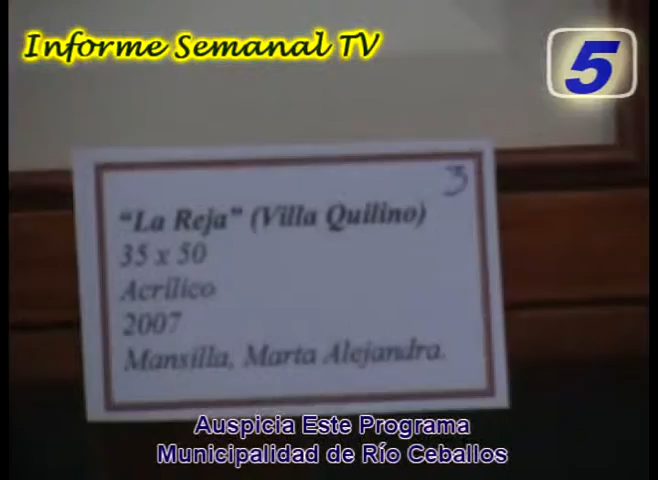 Informe Semanal TV
5
3
"La Reja" (Villa Quilino)
35 x 50
Acrílico
2007
Mansilla, Marta Alejandra.
Auspicia Este Programa
Municipalidad de Río Ceballos